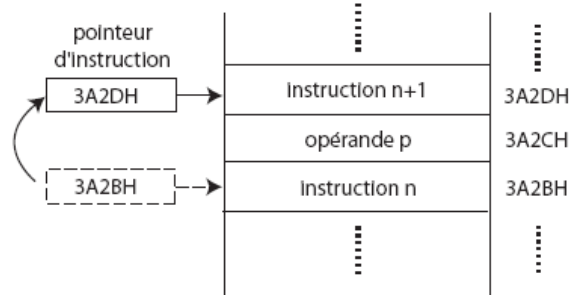 pointeur
d'instruction
3A2DH
instruction n+1
3A2DH
opérande p
3A2CH
3A2BH
instruction n
3A2BH